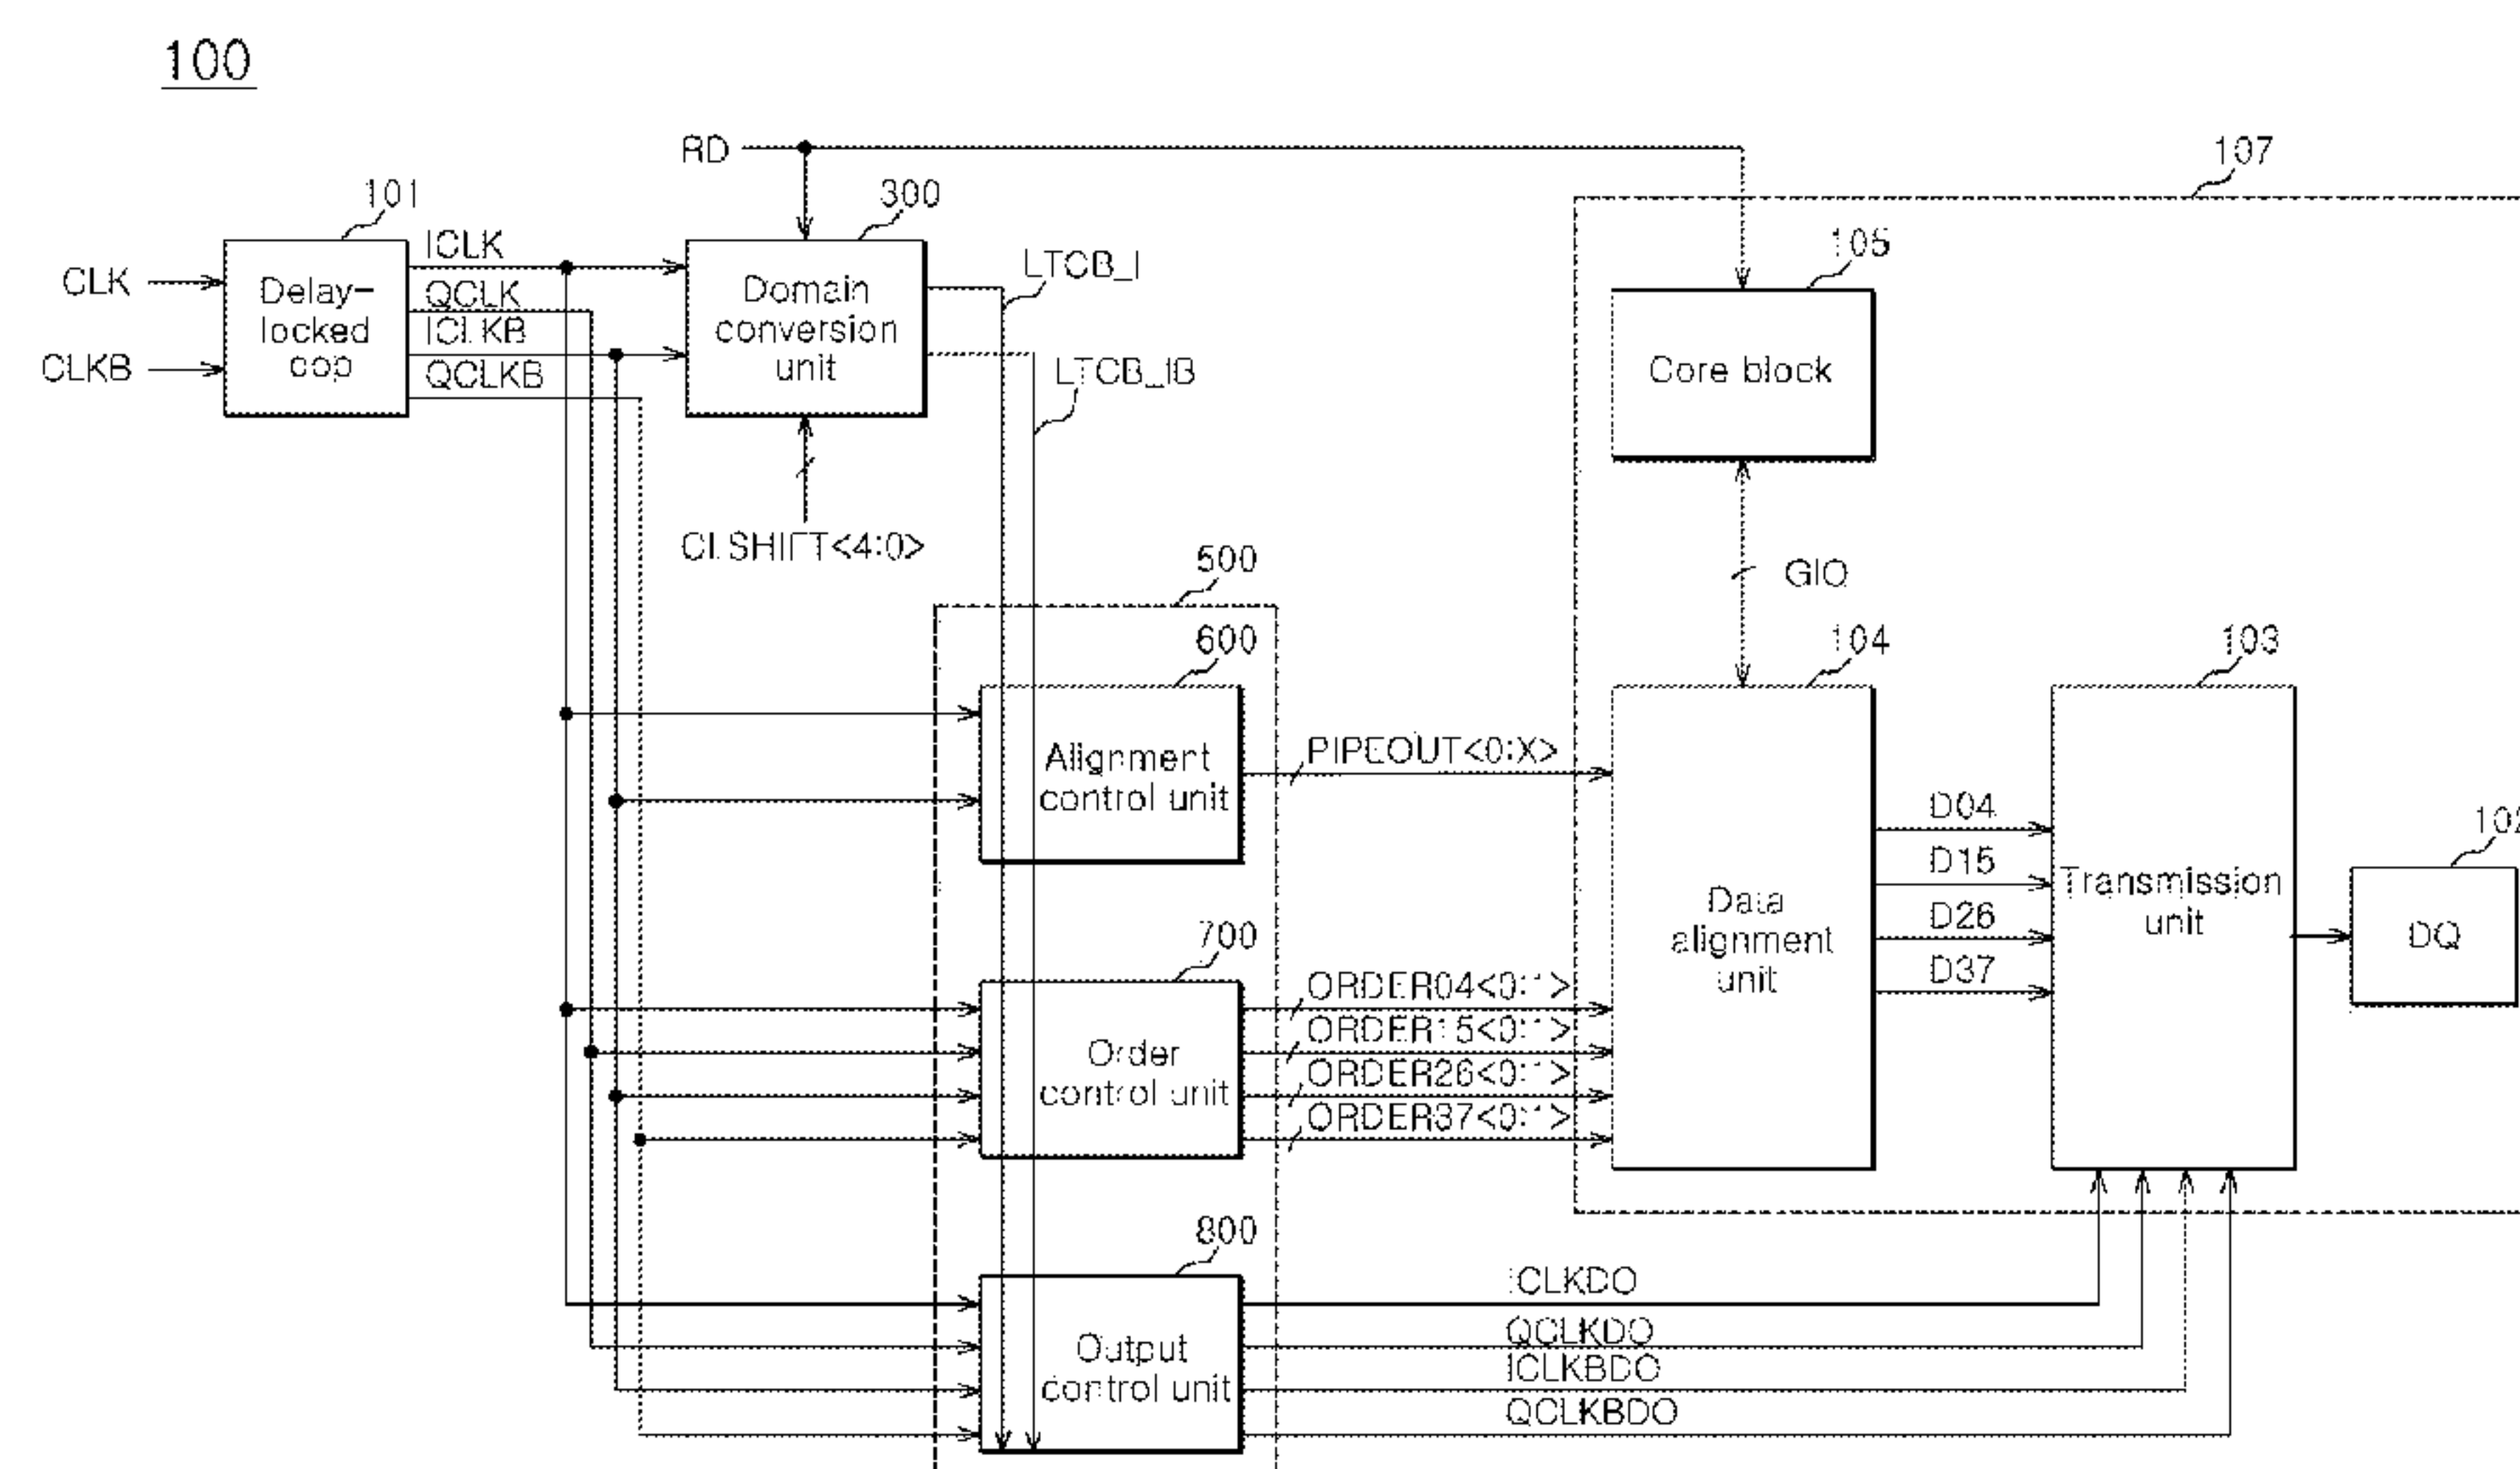 100
RD
107
101
300
105
ICLK
LTCB_I
CLK
Delay-
locked
QCLK
Domain
conversion
unit
ICLKB
Core block
CLKB
QCLKB
LTCB_IB
CLSHIFT<4:0>
500
GIO
600
104
103
Alignment
control unit
PIPEOUT<0:X>
D04
102
D15
Transmission
unit
Data
alignment
unit
D26
DQ
D37
700
ORDER04<0:1>
ORDER15<0:1>
Order
control unit
ORDER26<0:1>
ORDER37<0:1>
800
ICLKDO
QCLKDO
Output
control unit
ICLKBDO
QCLKBDO